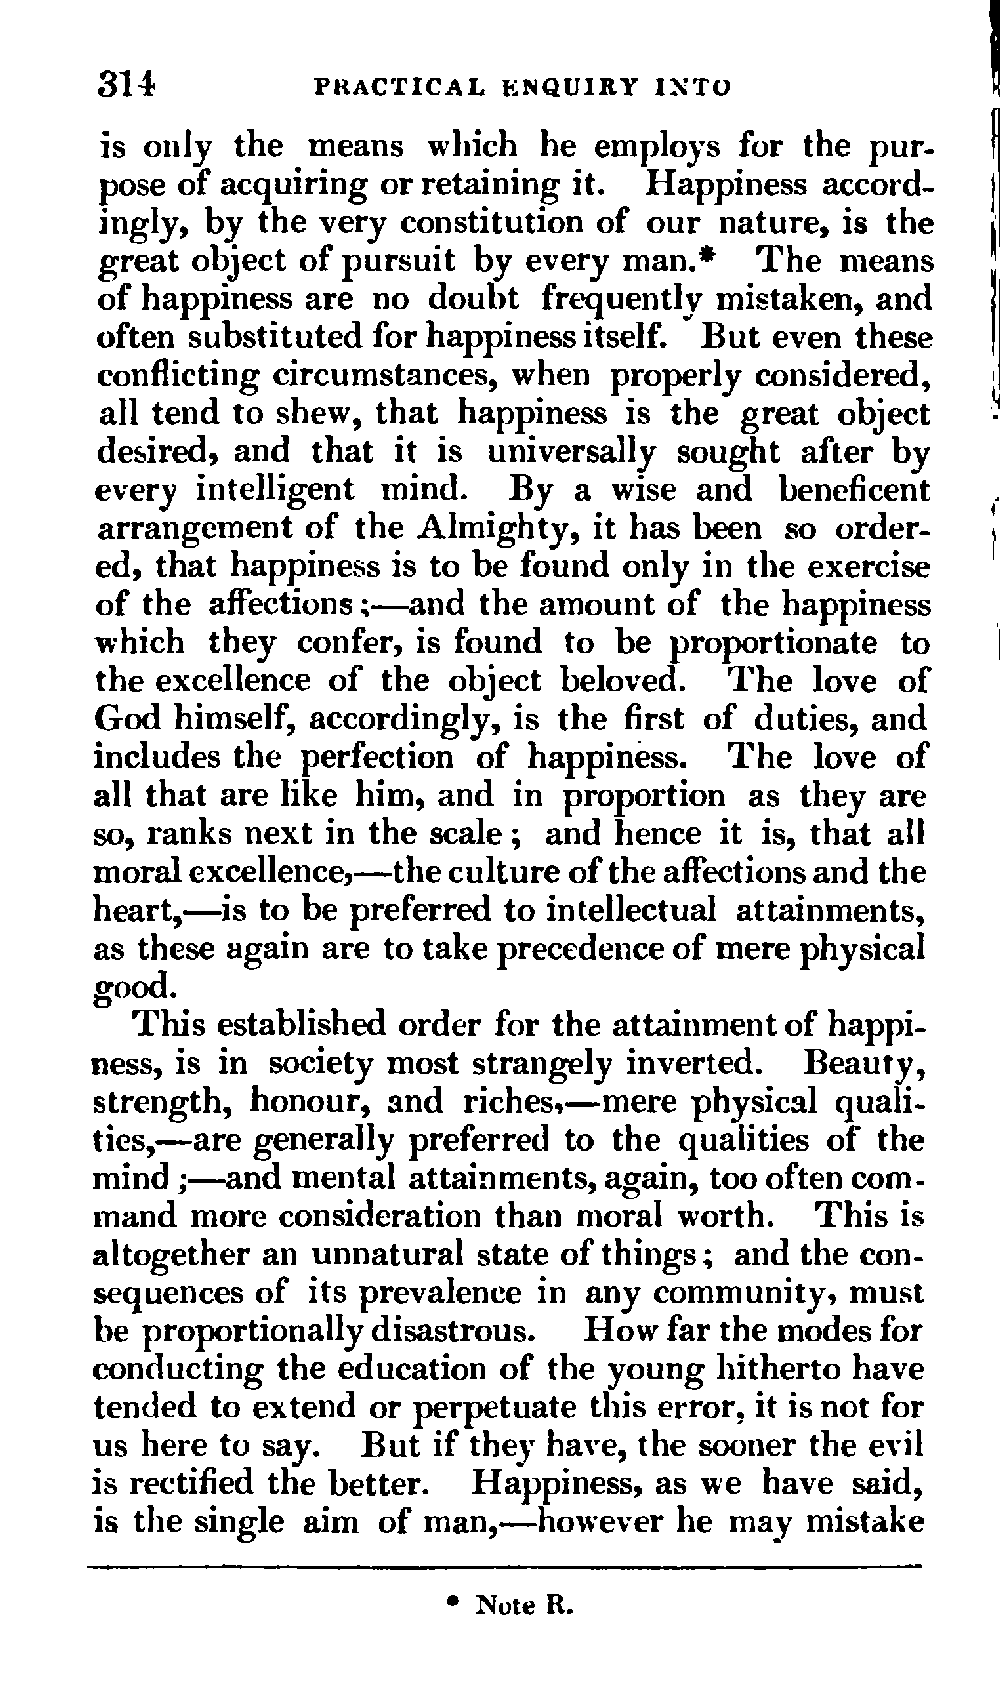 314 PRACTICAL ENQUIRY INTO
is only the means which he employs for the pur-
pose of acquiring or retaining it. Happiness accord-
ingly, by the very constitution of our nature, is the
great object of pursuit by every man.* The means
of happiness are no doubt frequently mistaken, and
often substituted for happiness itself. But even these
conflicting circumstances, when properly considered,
all tend to shew, that happiness is the great object
desired, and that it is universally sought after by
every intelligent mind. By a wise and beneficent
arrangement of the Almighty, it has been so order-
ed, that happiness is to be found only in the exercise
of the affections;—and the amount of the happiness
which they confer, is found to be proportionate to
the excellence of the object beloved. The love of
God himself, accordingly, is the first of duties, and
includes the perfection of happiness. The love of
all that are like him, and in proportion as they are
so, ranks next in the scale; and hence it is, that all
moral excellence,—the culture of the affections and the
heart,—is to be preferred to intellectual attainments,
as these again are to take precedence of mere physical
good.
This established order for the attainment of happi-
ness, is in society most strangely inverted. Beauty,
strength, honour, and riches,—mere physical quali-
ties,—are generally preferred to the qualities of the
mind;—and mental attainments, again, too often com-
mand more consideration than moral worth. This is
altogether an unnatural state of things; and the con-
sequences of its prevalence in any community, must
be proportionally disastrous. How far the modes for
conducting the education of the young hitherto have
tended to extend or perpetuate this error, it is not for
us here to say. But if they have, the sooner the evil
is rectified the better. Happiness, as we have said,
is the single aim of man,—however he may mistake
* Note R.